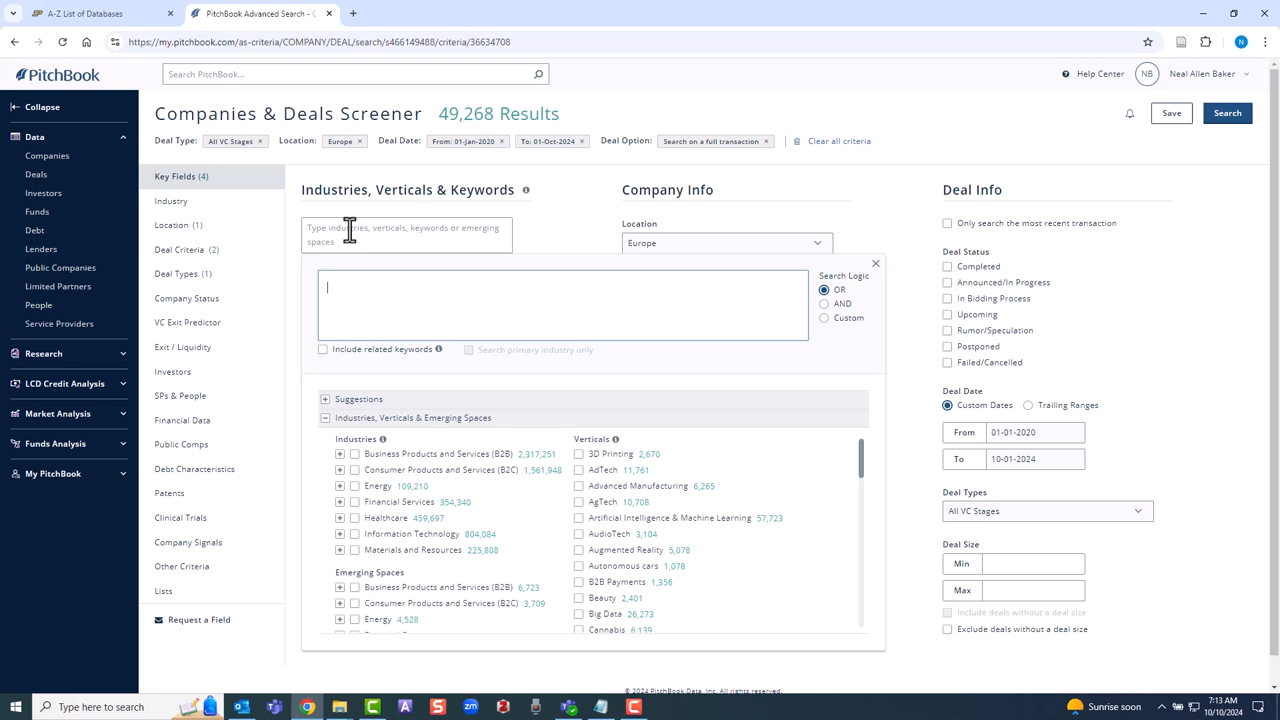 A-Z List of Databases
PitchBook Advanced Search - C
https://my.pitchbook.com/as-criteria/COMPANY/DEAL/search/s466149488/criteria/36634708
N
PitchBook
Search PitchBook...
Help Center
NB
Neal Allen Baker
Collapse
Data
Companies
Deals
Investors
Funds
Debt
Lenders
Public Companies
Limited Partners
People
Service Providers
Research
LCD Credit Analysis
Market Analysis
Funds Analysis
My PitchBook
Companies & Deals Screener 49,268 Results
Save
Search
Deal Type: All VC Stages × Location: Europe × Deal Date: From: 01-Jan-2020 × To: 01-Oct-2024 × Deal Option: Search on a full transaction × Clear all criteria
Key Fields (4)
Industry
Location (1)
Deal Criteria (2)
Deal Types (1)
Company Status
VC Exit Predictor
Exit / Liquidity
Investors
SPs & People
Financial Data
Public Comps
Debt Characteristics
Patents
Clinical Trials
Company Signals
Other Criteria
Lists
Request a Field
Industries, Verticals & Keywords
Type industries, verticals, keywords or emerging
spaces
Search Logic
OR
AND
Custom
Include related keywords
Search primary industry only
Suggestions
Industries, Verticals & Emerging Spaces
Industries
Business Products and Services (B2B) 2,317,251
Consumer Products and Services (B2C) 1,561,948
Energy 109,210
Financial Services 354,340
Healthcare 459,697
Information Technology 804,084
Materials and Resources 225,808
Emerging Spaces
Business Products and Services (B2B) 6,723
Consumer Products and Services (B2C) 3,709
Energy 4,528
Verticals
3D Printing 2,670
AdTech 11,761
Advanced Manufacturing 6,265
AgTech 10,708
Artificial Intelligence & Machine Learning 57,723
AudioTech 3,104
Augmented Reality 5,078
Autonomous cars 1,078
B2B Payments 1,356
Beauty 2,401
Big Data 26,273
Cannabis 6,139
Company Info
Location
Europe
Deal Info
Only search the most recent transaction
Deal Status
Completed
Announced/In Progress
In Bidding Process
Upcoming
Rumor/Speculation
Postponed
Failed/Cancelled
Deal Date
Custom Dates
Trailing Ranges
From 01-01-2020
To 10-01-2024
Deal Types
All VC Stages
Deal Size
Min
Max
Include deals without a deal size
Exclude deals without a deal size
© 2024 PitchBook Data, Inc. All rights reserved.
Type here to search
Sunrise soon
7:13 AM
10/10/2024